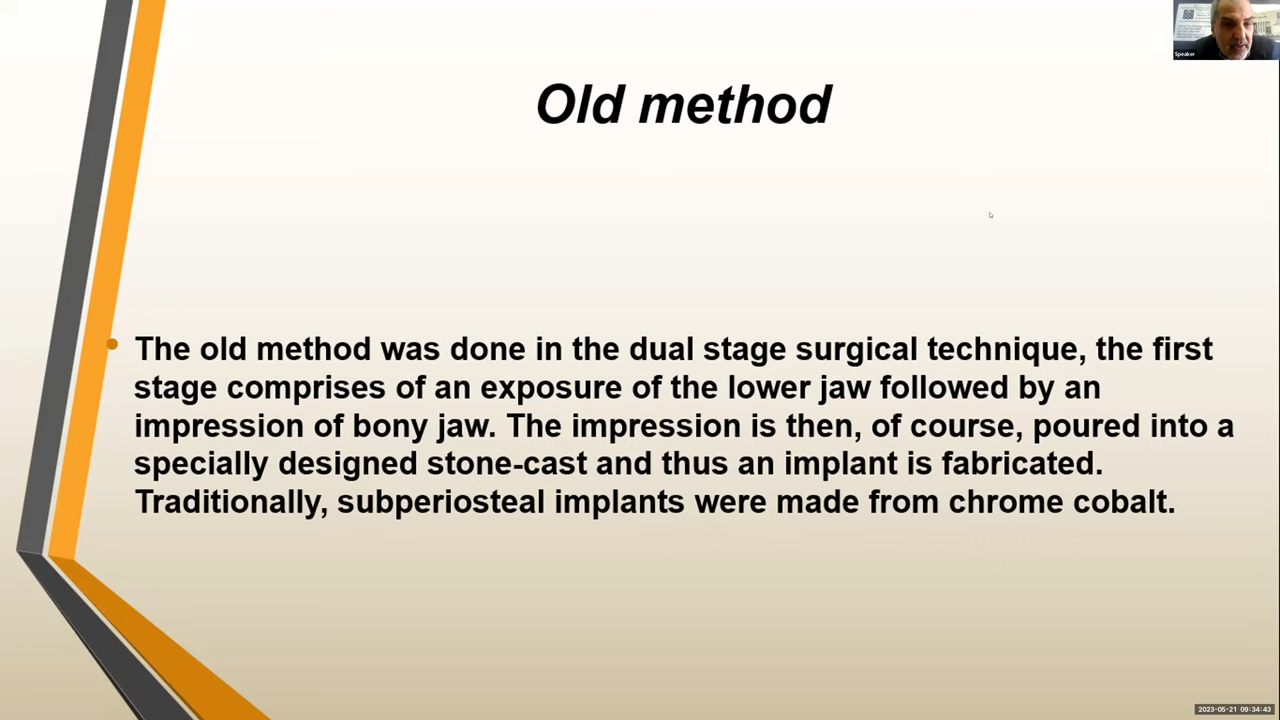 Old method
The old method was done in the dual stage surgical technique, the first
stage comprises of an exposure of the lower jaw followed by an
impression of bony jaw. The impression is then, of course, poured into a
specially designed stone-cast and thus an implant is fabricated.
Traditionally, subperiosteal implants were made from chrome cobalt.
Speaker
2023-05-21 09:34:43